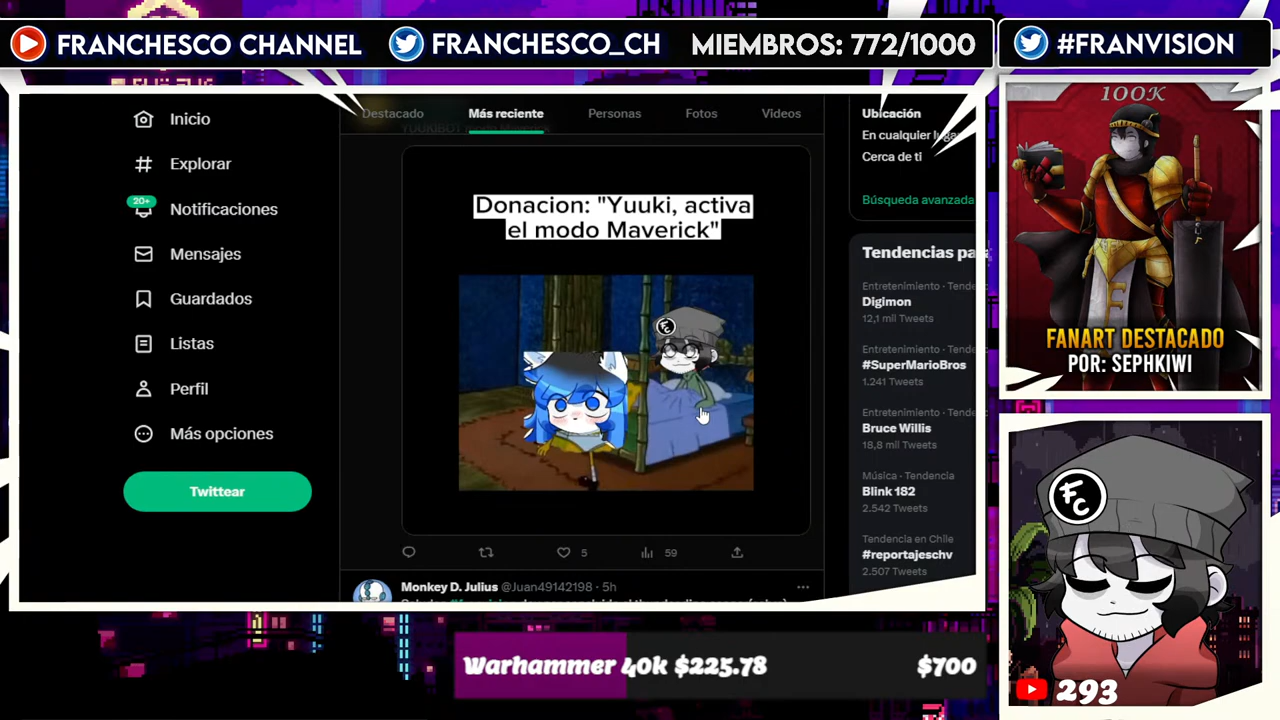 FRANCHESCO CHANNEL
FRANCHESCO_CH
MIEMBROS: 772/1000
#FRANVISION
Destacado
Más reciente
Personas
Fotos
Videos
Inicio
Explorar
20+
Notificaciones
Mensajes
Guardados
Listas
Perfil
Más opciones
Twittear
Donacion: "Yuuki, activa
el modo Maverick"
FC
5
59
Monkey D. Julius @Juan49142198 · 5h
Ubicación
En cualquier
Cerca de ti
Búsqueda avanzada
Tendencias
Entretenimiento ·
Digimon
12,1 mil Tweets
Entretenimiento ·
#SuperMarioBros
1.241 Tweets
Entretenimiento ·
Bruce Willis
18,8 mil Tweets
Música · Tendencia
Blink 182
2.542 Tweets
Tendencia en Chile
#reportajeschv
2.507 Tweets
100K
F
FANART DESTACADO
POR: SEPHKIWI
FC
293
Warhammer 40k $225.78
$700